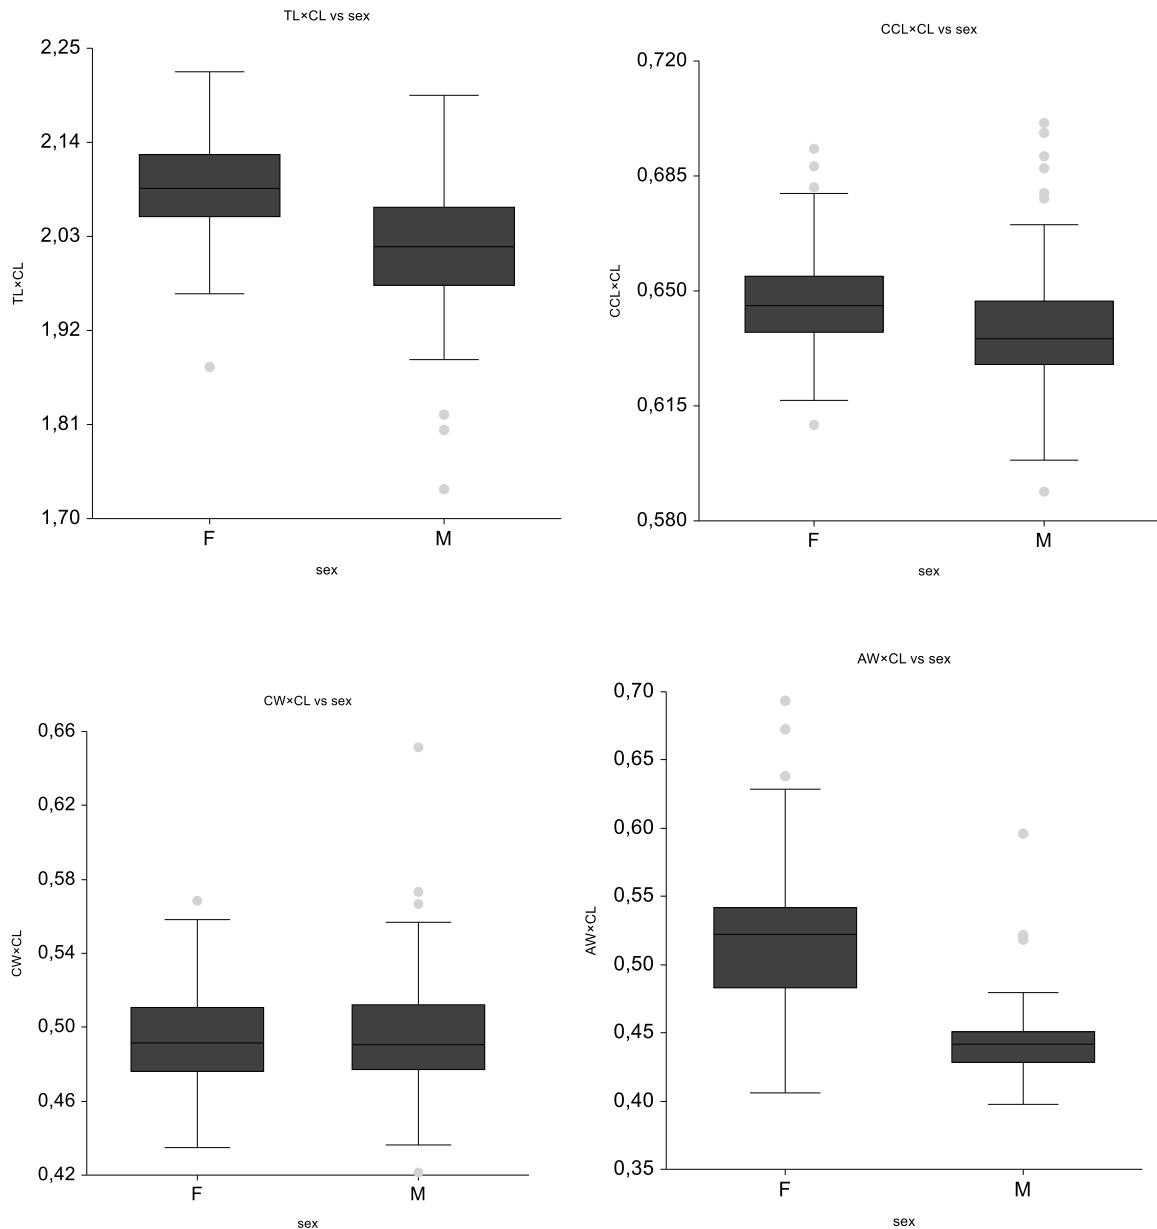 TL×CL vs sex
2,25
2,14
2,03
1,92
1,81
1,70
TL×CL
F M
sex
CCL×CL vs sex
0,720
0,685
0,650
0,615
0,580
CCL×CL
F M
sex
CW×CL vs sex
0,66
0,62
0,58
0,54
0,50
0,46
0,42
CW×CL
F M
sex
AW×CL vs sex
0,70
0,65
0,60
0,55
0,50
0,45
0,40
0,35
AW×CL
F M
sex